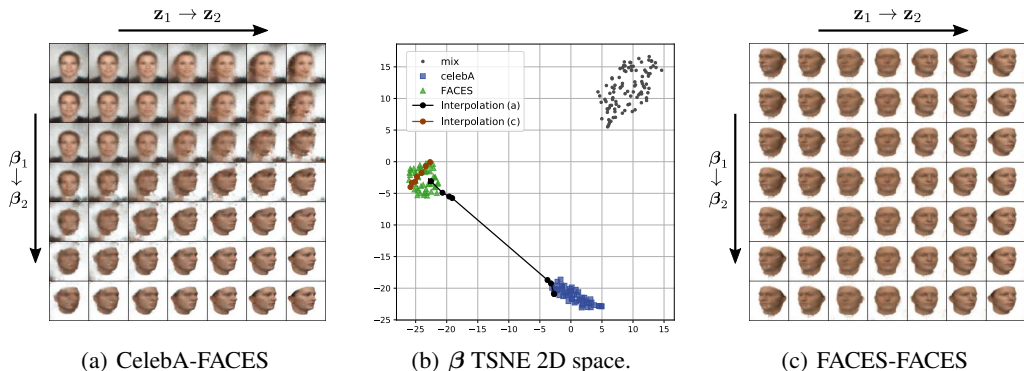 z₁ → z₂
β₁ → β₂
(a) CelebA-FACES
mix
celebA
FACES
Interpolation (a)
Interpolation (c)
15
10
5
0
−5
10
−15
−20
−25
−25
−20
−15
−10
−5
0
5
10
15
(b) β TSNE 2D space.
z₁ → z₂
β₁ → β₂
(c) FACES-FACES